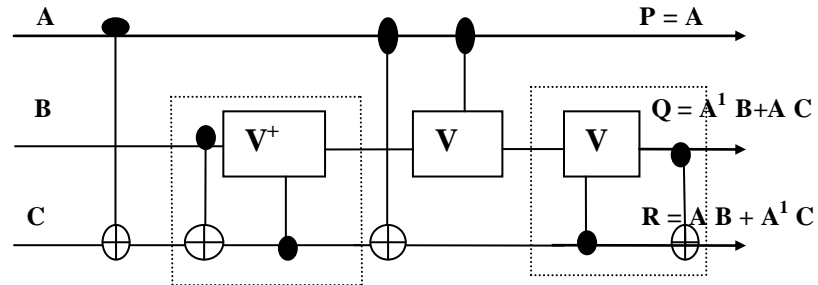 A
P = A
B
Q = A¹ B+A C
V⁺
V
V
C
R = A B + A¹ C